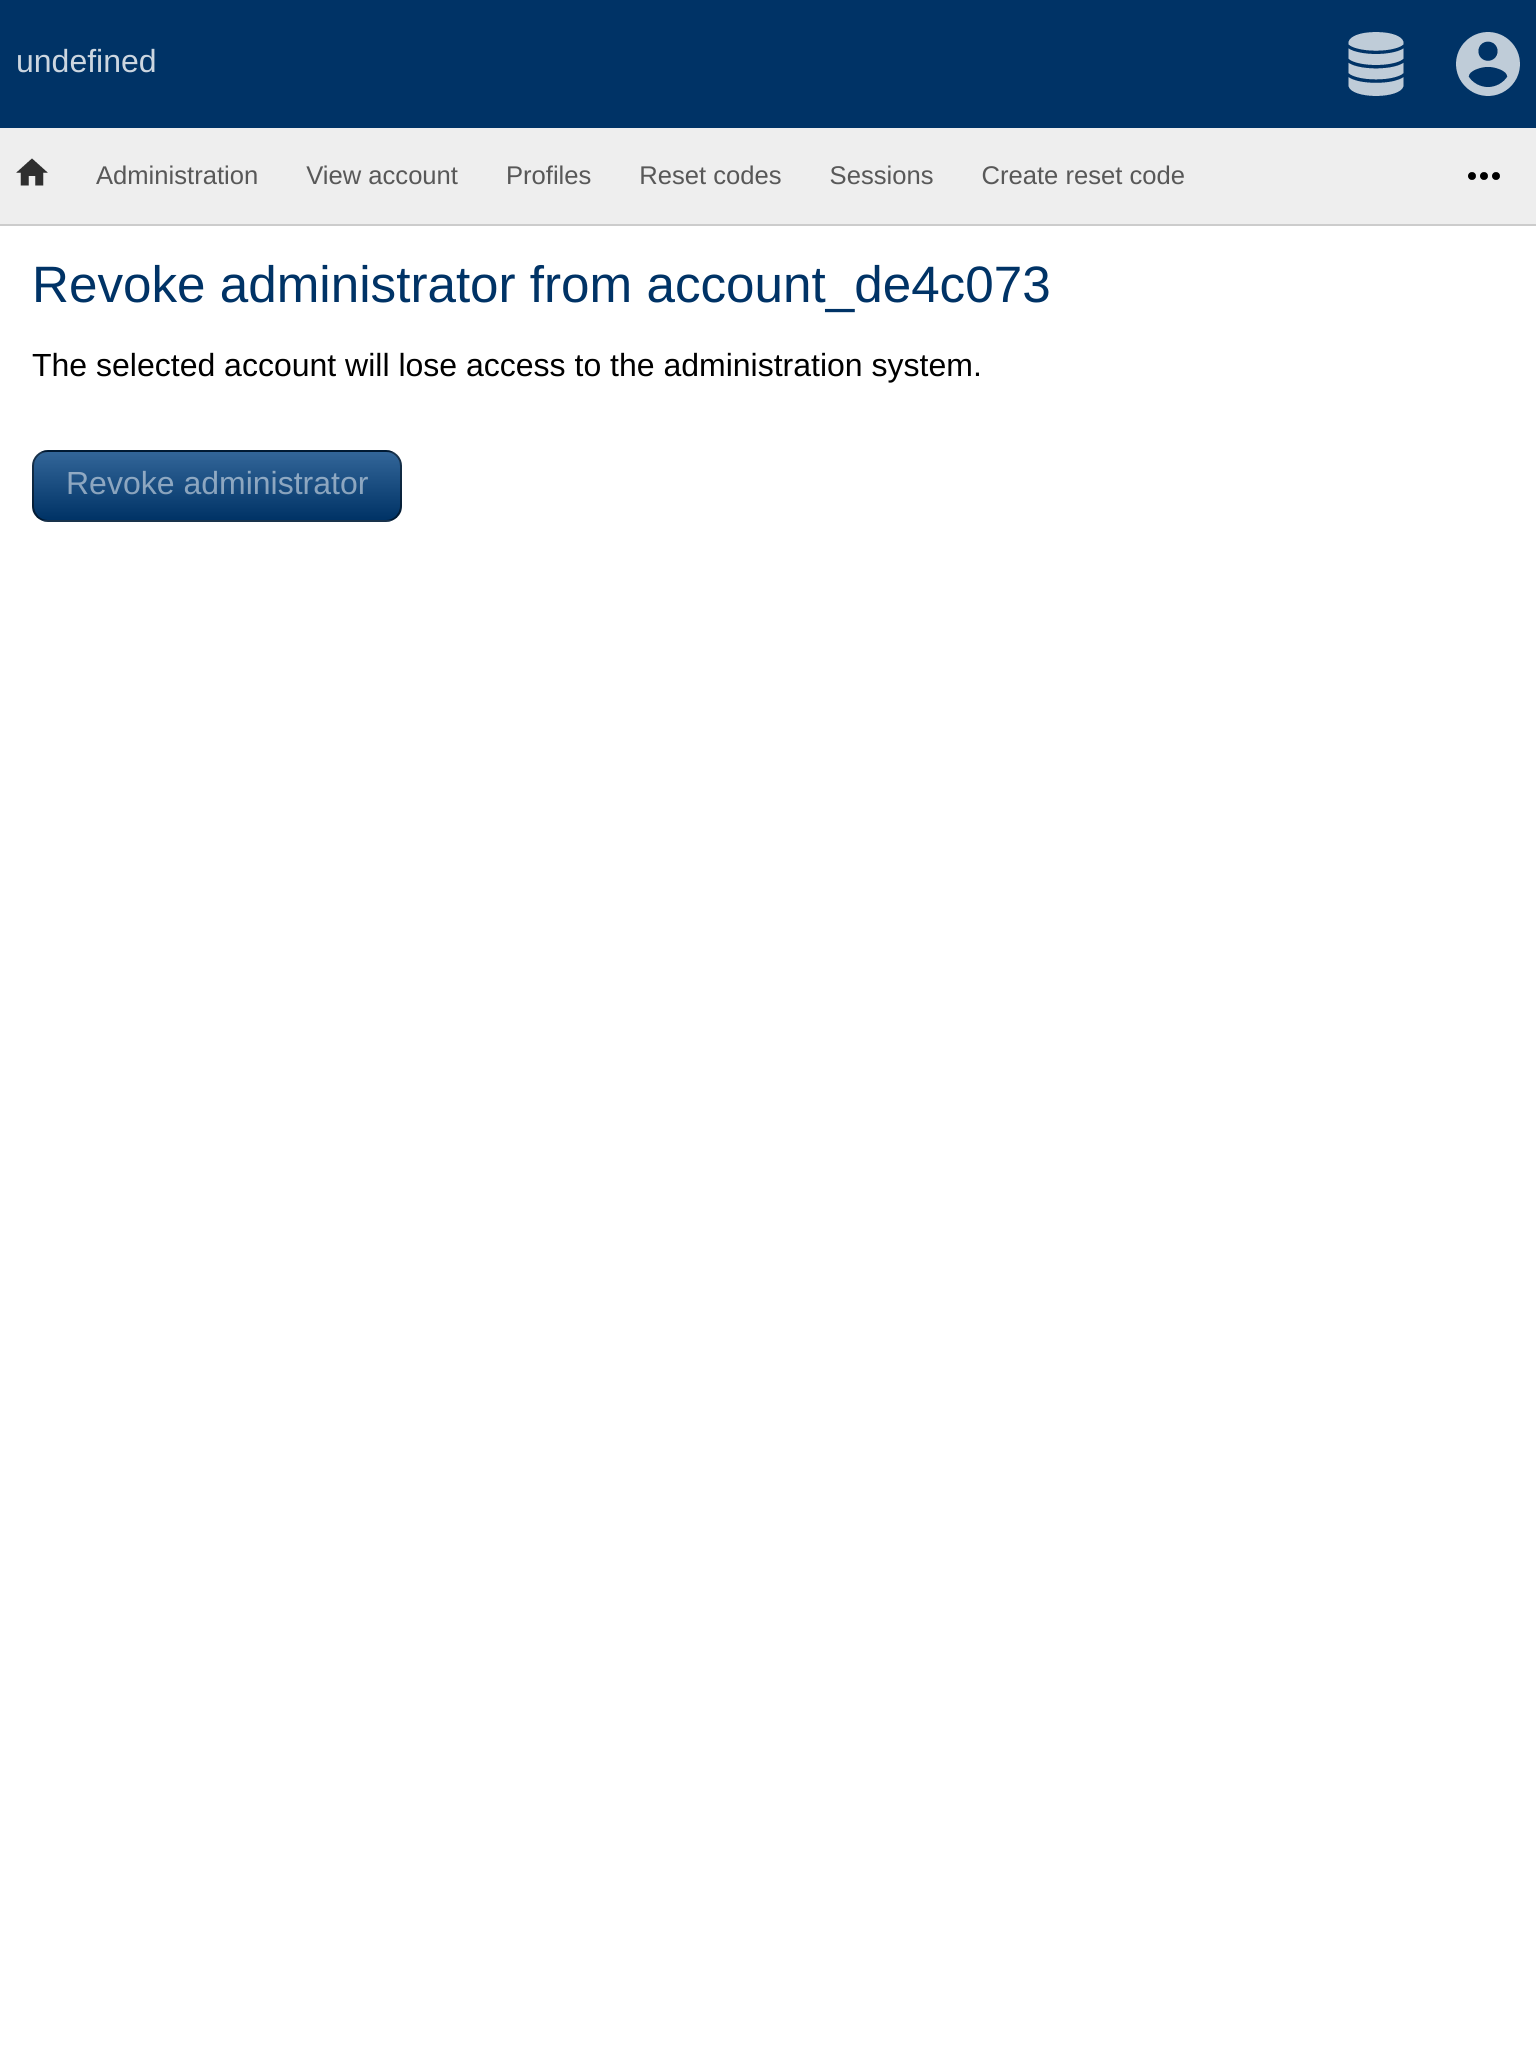 undefined
Administration View account Profiles Reset codes Sessions Create reset code
Revoke administrator from account_de4c073
The selected account will lose access to the administration system.
Revoke administrator